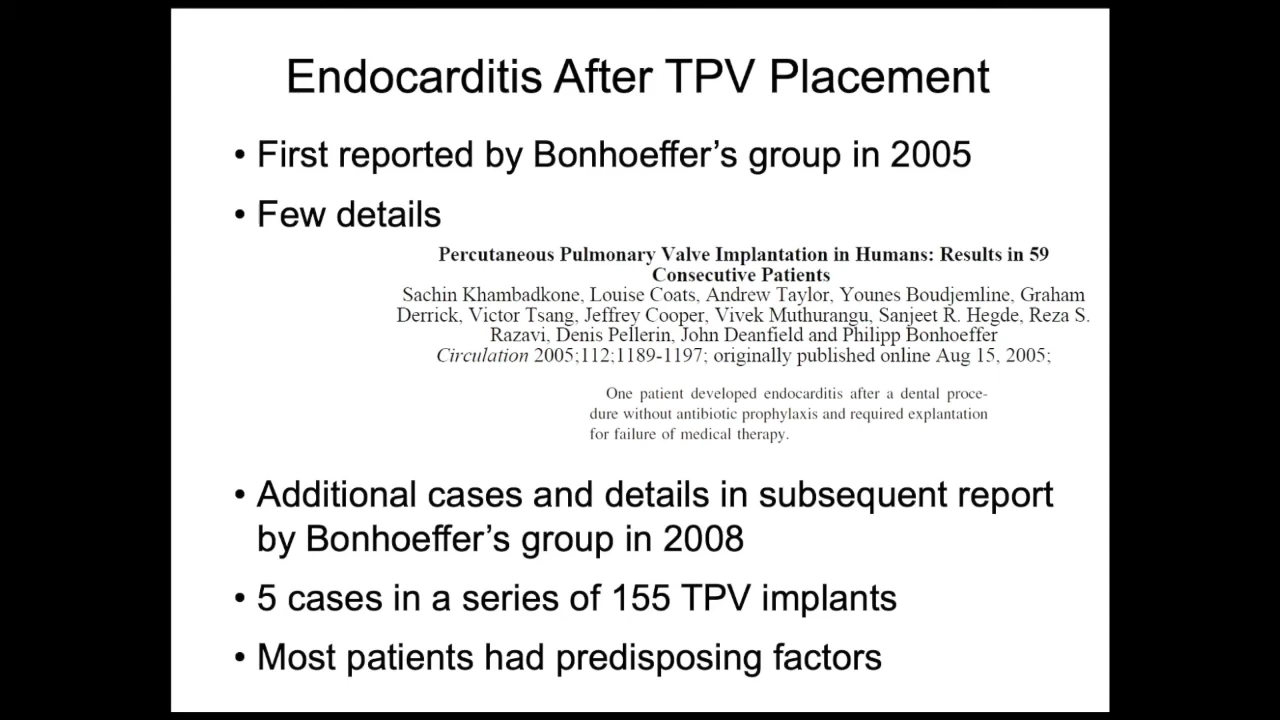 Endocarditis After TPV Placement
• First reported by Bonhoeffer's group in 2005
• Few details
Percutaneous Pulmonary Valve Implantation in Humans: Results in 59
Consecutive Patients
Sachin Khambadkone, Louise Coats, Andrew Taylor, Younes Boudjemline, Graham
Derrick, Victor Tsang, Jeffrey Cooper, Vivek Muthurangu, Sanjeet R. Hegde, Reza S.
Razavi, Denis Pellerin, John Deanfield and Philipp Bonhoeffer
Circulation 2005;112;1189-1197; originally published online Aug 15, 2005;
One patient developed endocarditis after a dental proce-
dure without antibiotic prophylaxis and required explantation
for failure of medical therapy.
• Additional cases and details in subsequent report
by Bonhoeffer's group in 2008
• 5 cases in a series of 155 TPV implants
• Most patients had predisposing factors